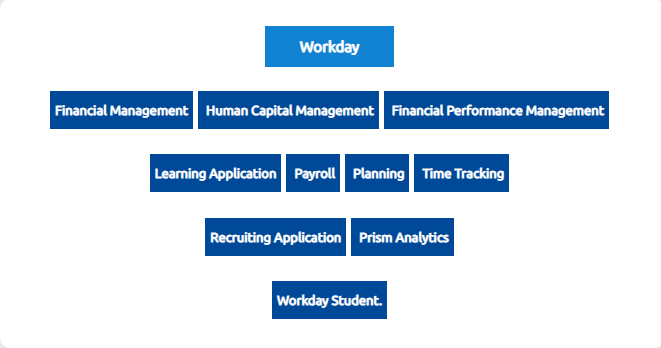 Workday
Financial Management Human Capital Management Financial Performance Management
Learning Application Payroll Planning Time Tracking
Recruiting Application Prism Analytics
Workday Student.